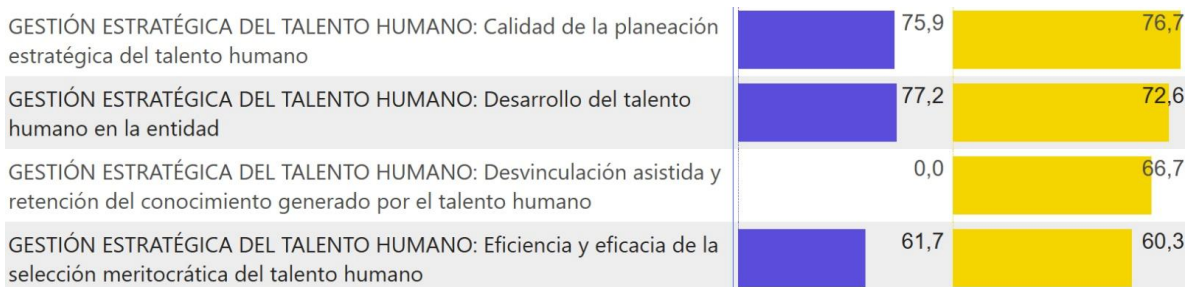 GESTIÓN ESTRATÉGICA DEL TALENTO HUMANO: Calidad de la planeación
estratégica del talento humano
75,9
76,7
GESTIÓN ESTRATÉGICA DEL TALENTO HUMANO: Desarrollo del talento
humano en la entidad
77,2
72,6
GESTIÓN ESTRATÉGICA DEL TALENTO HUMANO: Desvinculación asistida y
retención del conocimiento generado por el talento humano
0,0
66,7
GESTIÓN ESTRATÉGICA DEL TALENTO HUMANO: Eficiencia y eficacia de la
selección meritocrática del talento humano
61,7
60,3